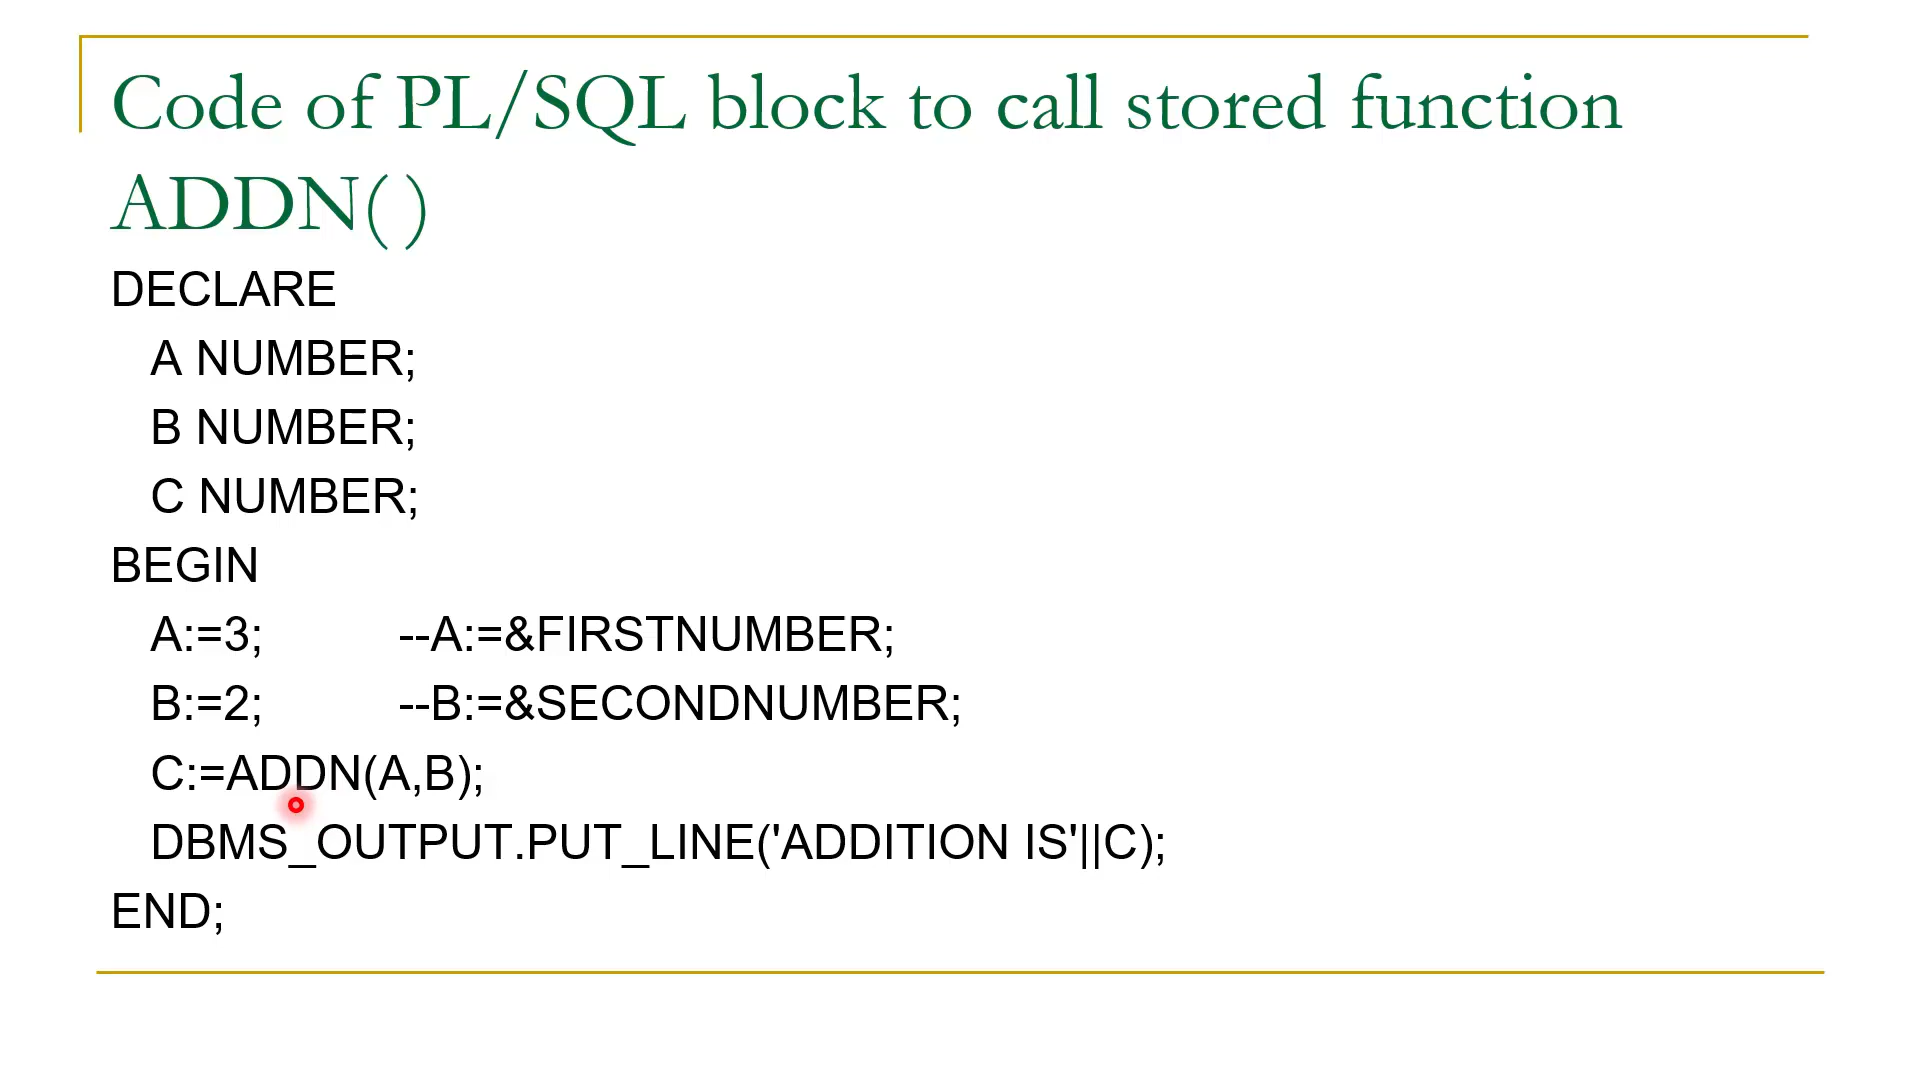 Code of PL/SQL block to call stored function
ADDN( )
DECLARE
A NUMBER;
B NUMBER;
C NUMBER;
BEGIN
A:=3; --A:=&FIRSTNUMBER;
B:=2; --B:=&SECONDNUMBER;
C:=ADDN(A,B);
DBMS_OUTPUT.PUT_LINE('ADDITION IS'||C);
END;